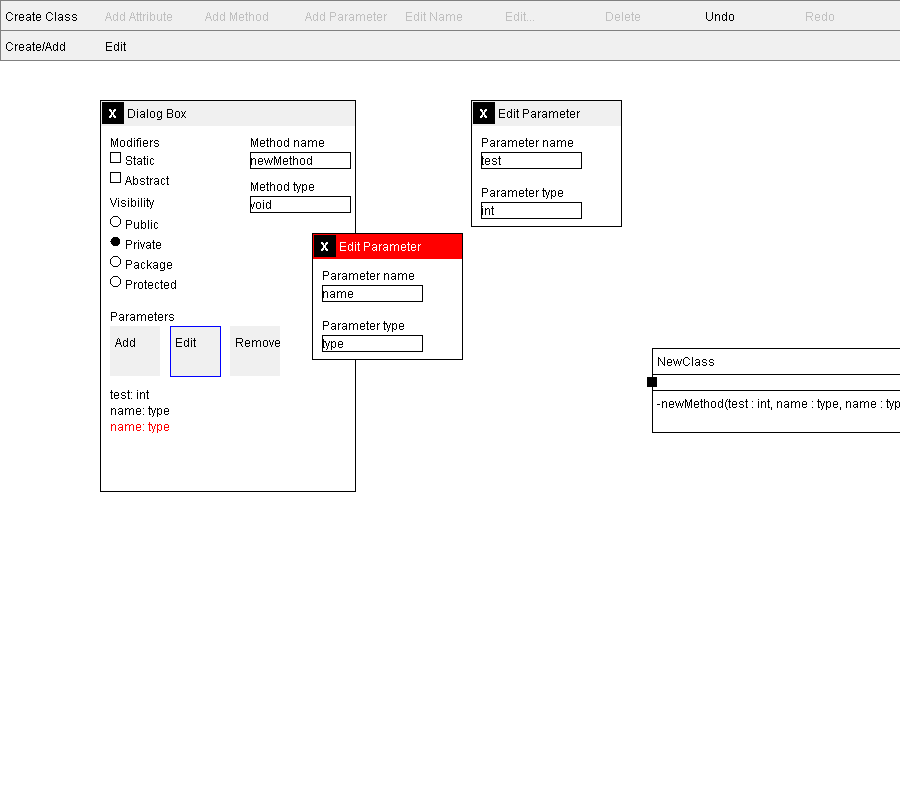 Create Class Add Attribute Add Method Add Parameter Edit Name Edit... Delete Undo Redo
Create/Add Edit
X Dialog Box
Modifiers
Static
Abstract
Visibility
Public
Private
Package
Protected
Method name
newMethod
Method type
void
Parameters
Add Edit Remove
test: int
name: type
name: type
X Edit Parameter
Parameter name
name
Parameter type
type
X Edit Parameter
Parameter name
test
Parameter type
int
NewClass
-newMethod(test : int, name : type, name : typ